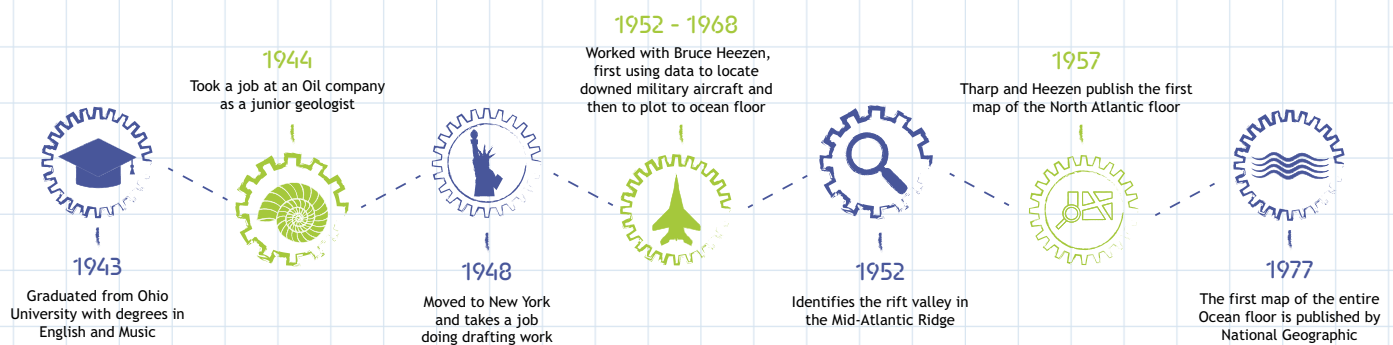 1943
Graduated from Ohio
University with degrees in
English and Music
1944
Took a job at an Oil company
as a junior geologist
1948
Moved to New York
and takes a job
doing drafting work
1952 - 1968
Worked with Bruce Heezen,
first using data to locate
downed military aircraft and
then to plot to ocean floor
1952
Identifies the rift valley in
the Mid-Atlantic Ridge
1957
Tharp and Heezen publish the first
map of the North Atlantic floor
1977
The first map of the entire
Ocean floor is published by
National Geographic